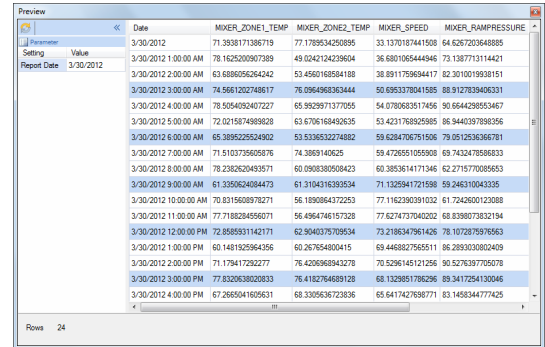 Preview
Parameter
Setting Value
Report Date 3/30/2012
Date MIXER_ZONE1_TEMP MIXER_ZONE2_TEMP MIXER_SPEED MIXER_RAMPRESSURE
3/30/2012 71.3938171386719 77.1789534250895 33.1370187441508 64.6267203648885
3/30/2012 1:00:00 AM 78.1625200907389 49.0242124239604 36.6801065444946 73.1387713114421
3/30/2012 2:00:00 AM 63.6886056264242 53.4560168584188 38.8911759694417 82.3010019938151
3/30/2012 3:00:00 AM 74.5661202748617 76.0964968363444 50.6953378041585 88.9127839406331
3/30/2012 4:00:00 AM 78.5054092407227 65.9929971377055 54.0780683517456 90.6644298553467
3/30/2012 5:00:00 AM 72.0215874989828 63.6706168492635 53.4231768925985 86.9440397898356
3/30/2012 6:00:00 AM 65.3895225524902 53.5336532274882 59.6284706751506 79.0512536366781
3/30/2012 7:00:00 AM 71.5103735605876 74.3869140625 59.4726551055908 69.7432478586833
3/30/2012 8:00:00 AM 78.2382620493571 60.0908380508423 60.3853614171346 62.2715770085653
3/30/2012 9:00:00 AM 61.3350624084473 61.3104316393534 71.1325941721598 59.246310043335
3/30/2012 10:00:00 AM 70.8315608978271 56.1890864372253 77.1162390391032 61.7242600123088
3/30/2012 11:00:00 AM 77.7188284556071 56.4964746157328 77.6274737040202 68.8398073832194
3/30/2012 12:00:00 PM 72.8585931142171 62.9040375709534 73.2186347961426 78.1072875976563
3/30/2012 1:00:00 PM 60.1481925964356 60.267654800415 69.4468827565511 86.2893030802409
3/30/2012 2:00:00 PM 71.179417292277 76.4206968943278 70.5296145121256 90.5276397705078
3/30/2012 3:00:00 PM 77.8320638020833 76.4182764689128 68.1329851786296 89.3417254130046
3/30/2012 4:00:00 PM 67.2665041605631 68.3305636723836 65.6417427698771 83.1458344777425
Rows 24